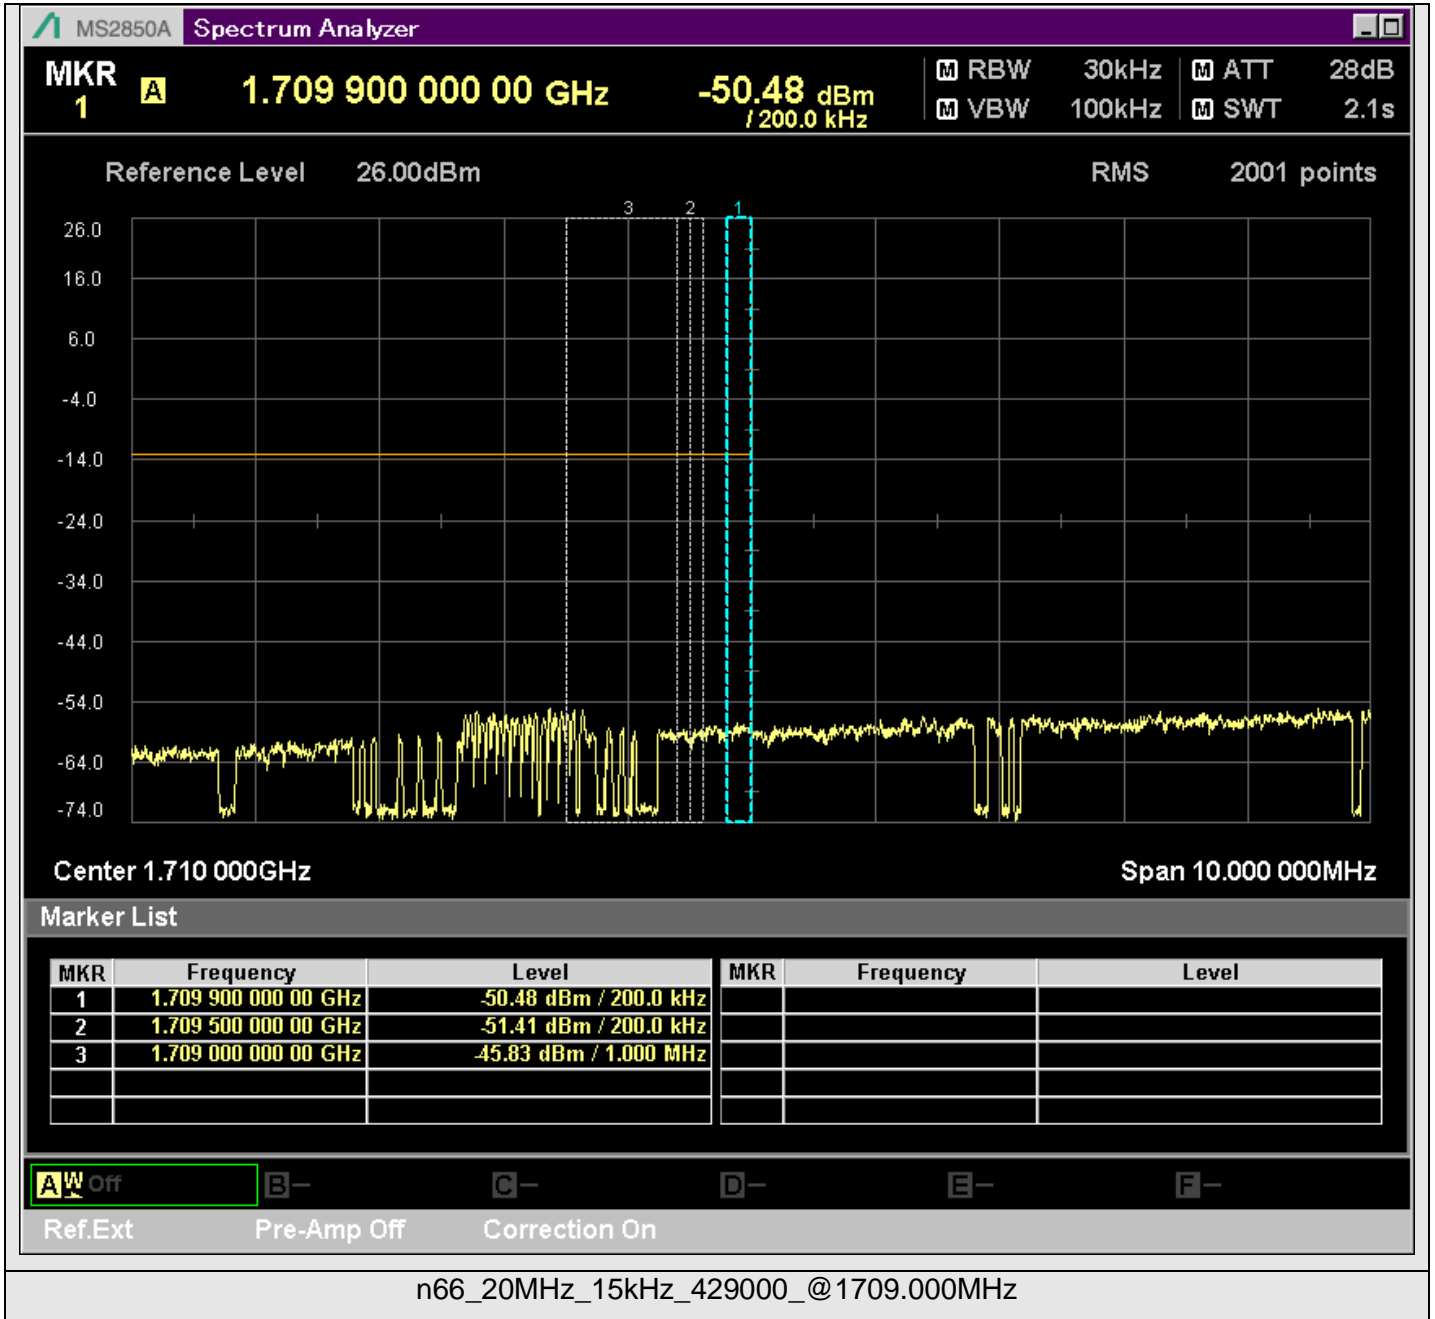 MS2850A Spectrum Analyzer
MKR 1 A 1.709 900 000 00 GHz -50.48 dBm / 200.0 kHz
M RBW 30kHz M ATT 28dB
M VBW 100kHz M SWT 2.1s
Reference Level 26.00dBm RMS 2001 points
3 2 1
26.0
16.0
6.0
-4.0
-14.0
-24.0
-34.0
-44.0
-54.0
-64.0
-74.0
Center 1.710 000GHz Span 10.000 000MHz
Marker List
MKR Frequency Level MKR Frequency Level
1 1.709 900 000 00 GHz -50.48 dBm / 200.0 kHz
2 1.709 500 000 00 GHz -51.41 dBm / 200.0 kHz
3 1.709 000 000 00 GHz -45.83 dBm / 1.000 MHz
A W Off B – C – D – E – F –
Ref.Ext Pre-Amp Off Correction On
n66_20MHz_15kHz_429000_@1709.000MHz